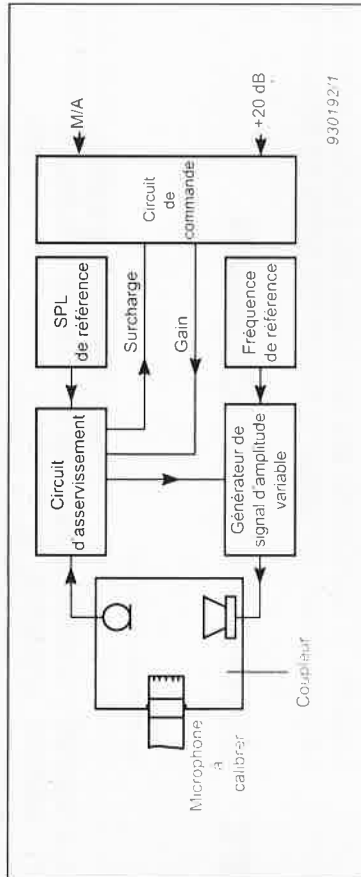 Microphone
à
calibrer
Coupleur
Circuit
d'asservissement
SPL
de référence
Surcharge
Gain
Générateur de
signal d'amplitude
variable
Fréquence
de référence
Circuit
de
commande
M/A
+20 dB
930192/1